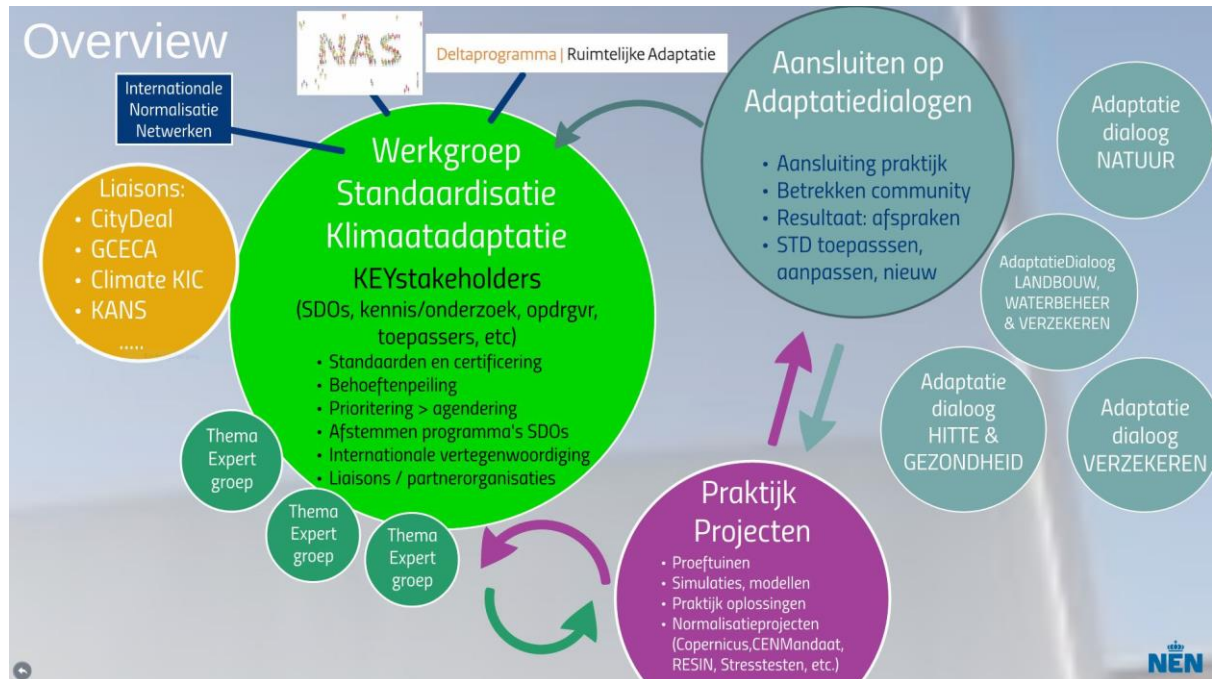 Overview
NAS
Deltaprogramma | Ruimtelijke Adaptatie
Internationale
Normalisatie
Netwerken
Liaisons:
• CityDeal
• GCECA
• Climate KIC
• KANS
.....
Werkgroep
Standaardisatie
Klimaatadaptatie
KEYstakeholders
(SDOs, kennis/onderzoek, opdrgvr,
toepassers, etc)
• Standaarden en certificering
• Behoeftenpeiling
• Prioritering > agendering
• Afstemmen programma's SDOs
• Internationale vertegenwoordiging
• Liaisons / partnerorganisaties
Thema
Expert
groep
Thema
Expert
groep
Thema
Expert
groep
Aansluiten op
Adaptatiedialogen
• Aansluiting praktijk
• Betrekken community
• Resultaat: afspraken
• STD toepasssen,
aanpassen, nieuw
Adaptatie
dialoog
NATUUR
AdaptatieDialoog
LANDBOUW,
WATERBEHEER
& VERZEKEREN
Adaptatie
dialoog
HITTE &
GEZONDHEID
Adaptatie
dialoog
VERZEKEREN
Praktijk
Projecten
• Proeftuinen
• Simulaties, modellen
• Praktijk oplossingen
• Normalisatieprojecten
(Copernicus,CENMandaat,
RESIN, Stresstesten, etc.)
NEN